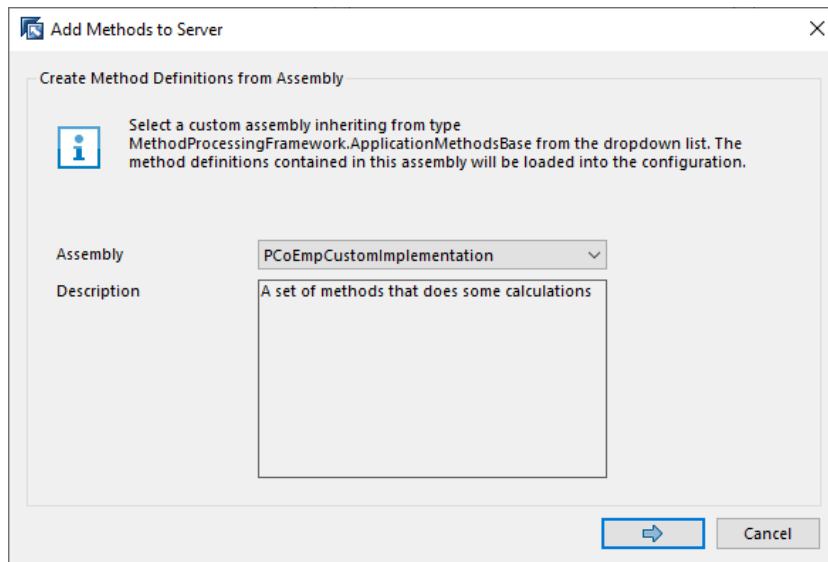 Add Methods to Server
Create Method Definitions from Assembly
Select a custom assembly inheriting from type
MethodProcessingFramework.ApplicationMethodsBase from the dropdown list. The
method definitions contained in this assembly will be loaded into the configuration.
Assembly
PCoEmpCustomImplementation
Description
A set of methods that does some calculations
Cancel